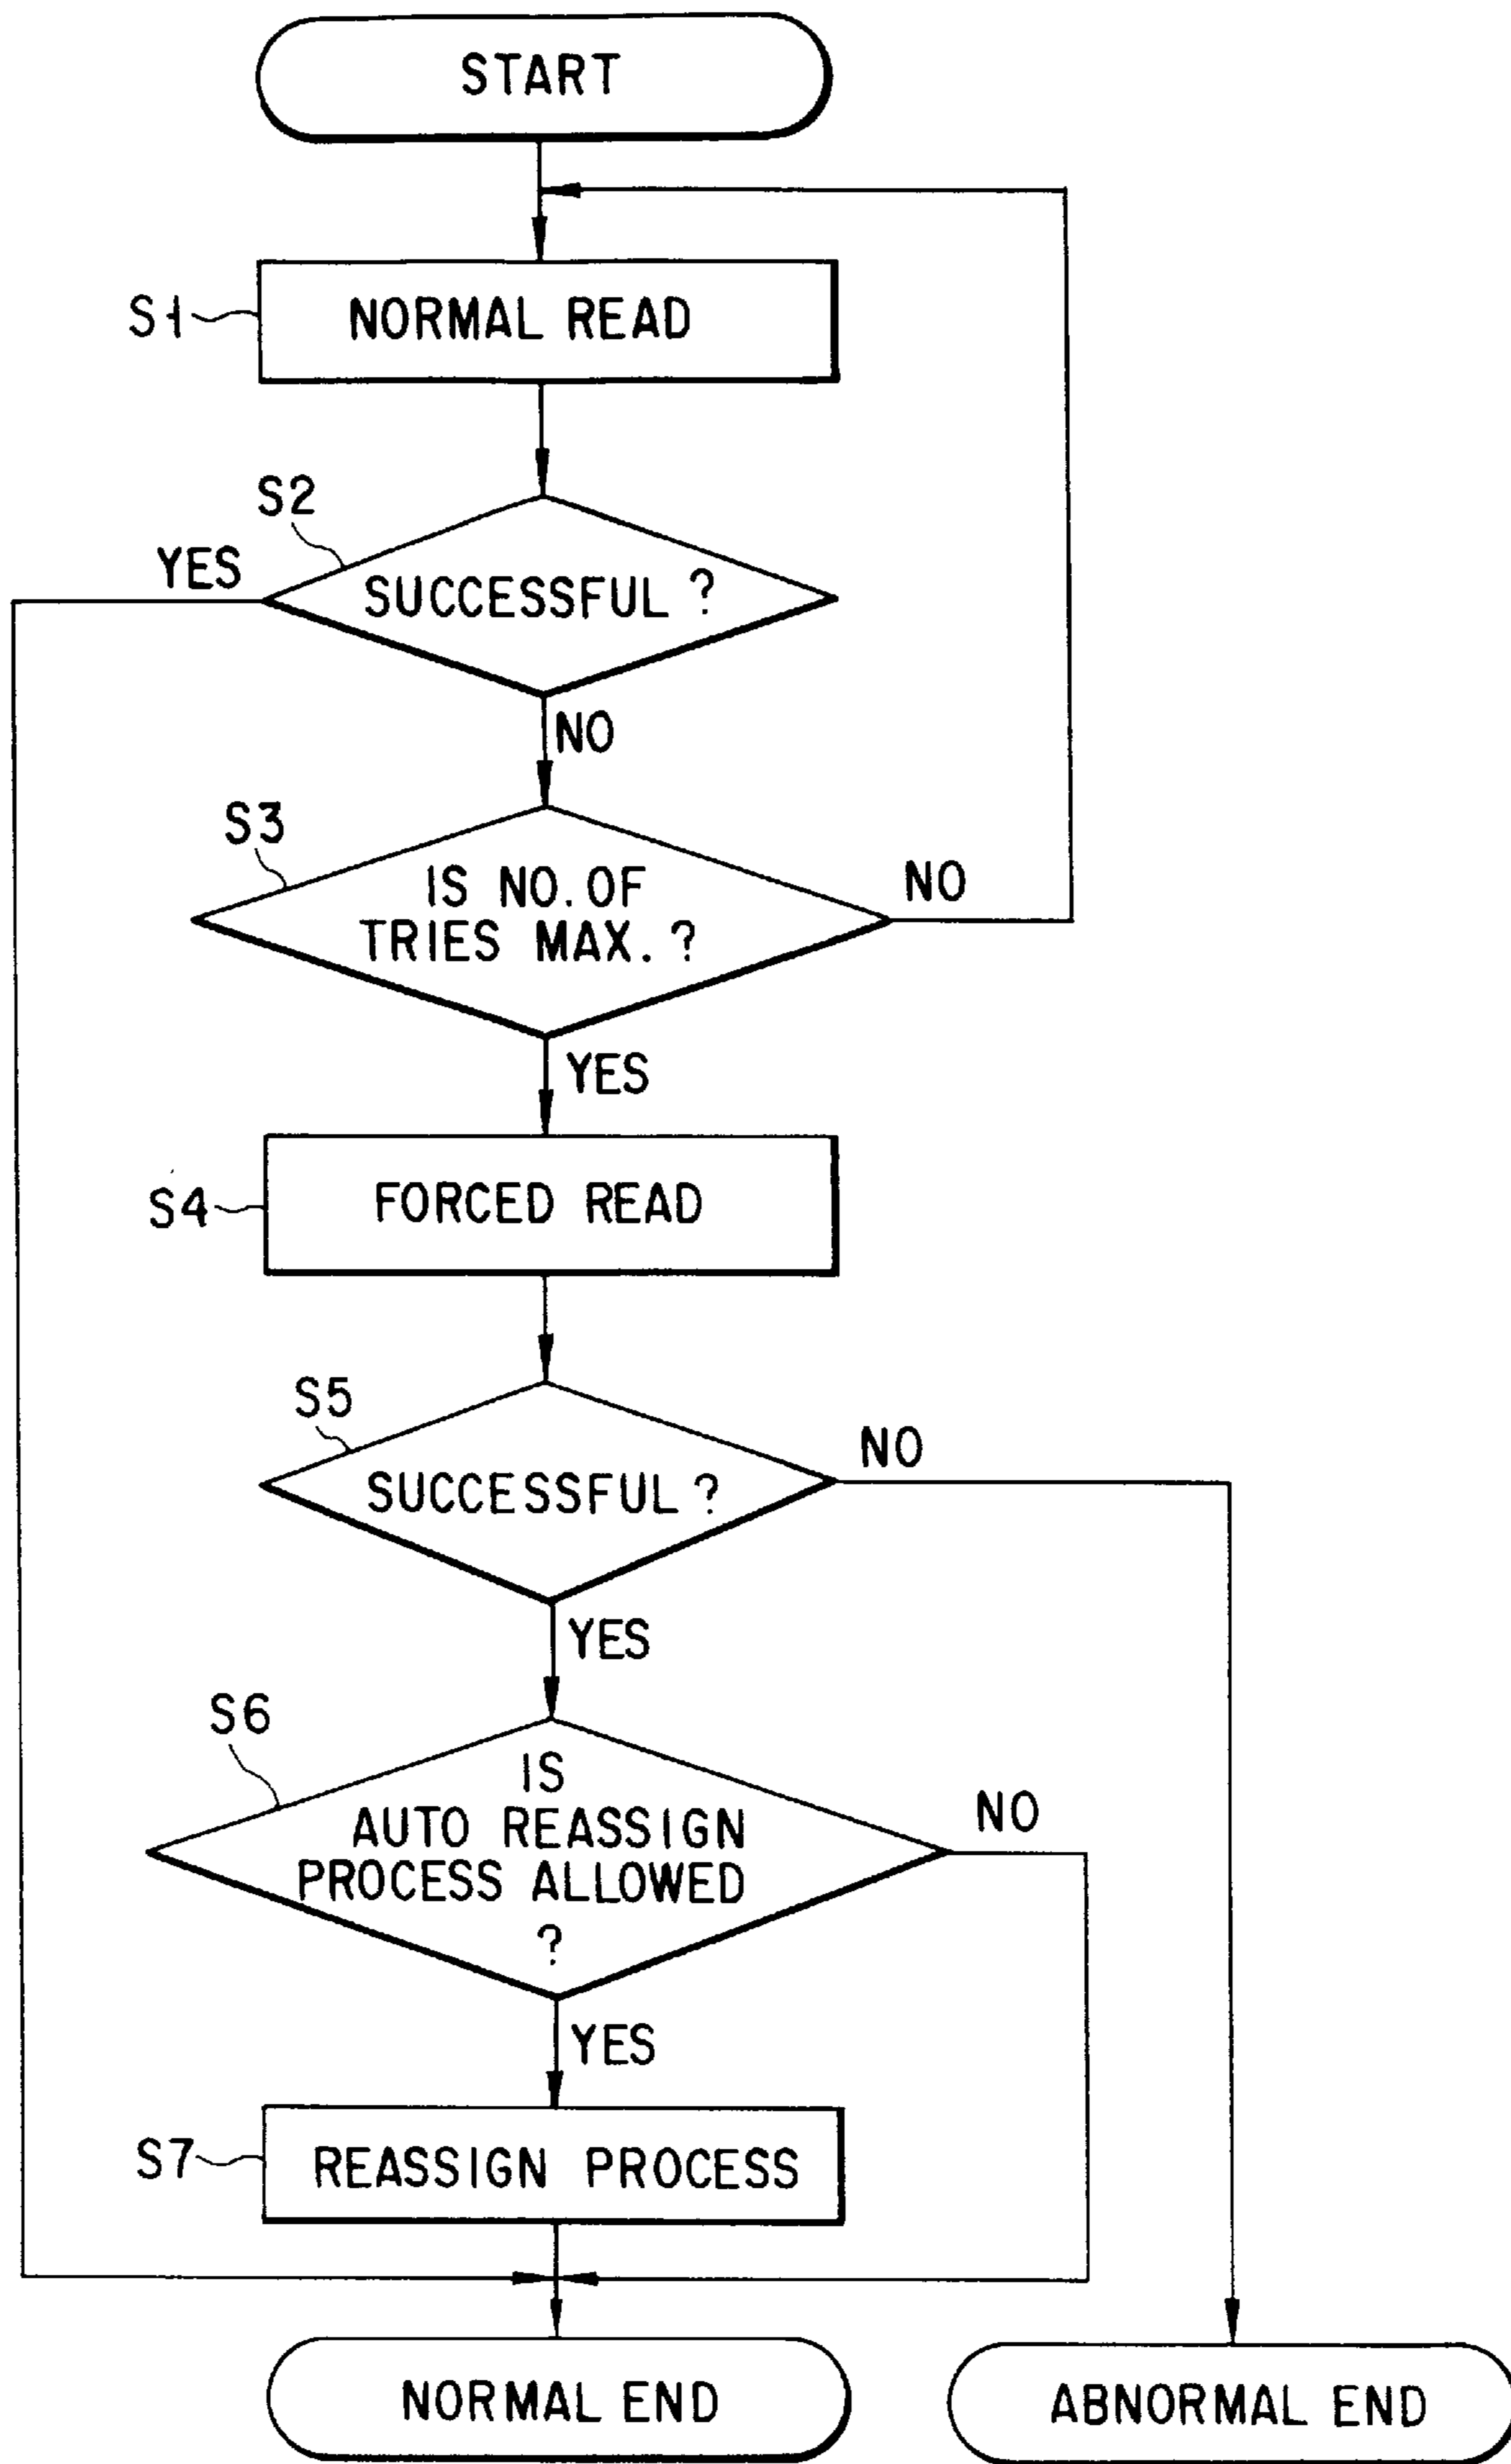 START
S1
NORMAL READ
S2
YES
SUCCESSFUL ?
NO
S3
IS NO. OF
TRIES MAX. ?
NO
YES
S4
FORCED READ
S5
NO
SUCCESSFUL ?
YES
S6
IS
AUTO REASSIGN
PROCESS ALLOWED
?
NO
YES
S7
REASSIGN PROCESS
NORMAL END
ABNORMAL END